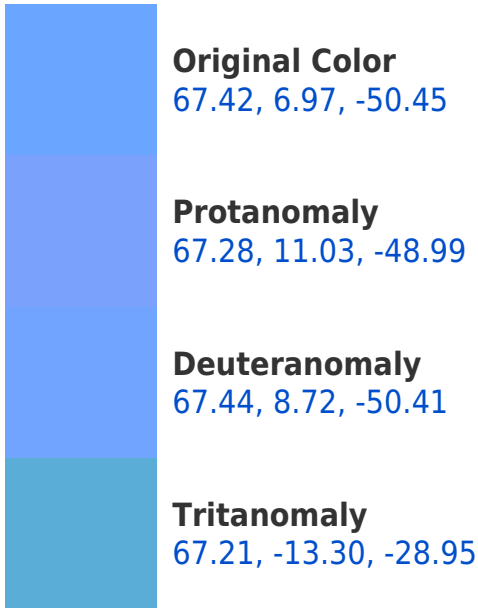 Original Color
67.42, 6.97, -50.45
Protanomaly
67.28, 11.03, -48.99
Deuteranomaly
67.44, 8.72, -50.41
Tritanomaly
67.21, -13.30, -28.95